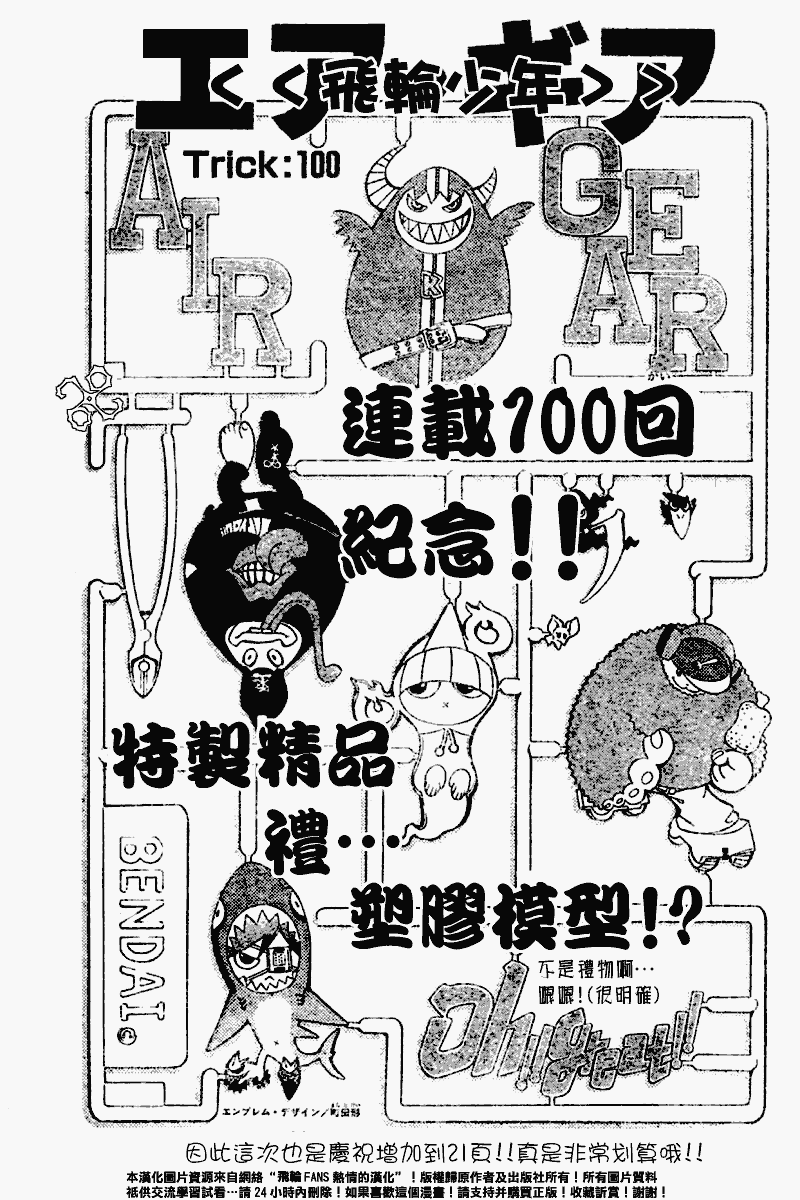 エア・ギア
<<飛輪少年>>
Trick:100
AIR
GEAR
連載100回
紀念!!
特製精品
禮…
塑膠模型!?
不是禮物啊…
(很明確)
BENDAI
Oh!! great!!
エンブレム・デザイン/
因此這次也是慶祝增加到21頁!!真是非常划算哦!!
本漢化圖片資源來自網絡“飛輪FANS 熱情的漢化”!版權歸原作者及出版社所有!所有圖片質料
祗供交流學習試看…請24小時內刪除!如果喜歡這個漫畫!請支持并購買正版!收藏訢賞!謝謝!